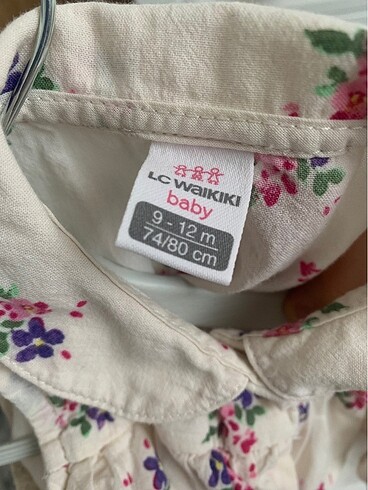 LC WAIKIKI
baby
9 - 12 m
74/80 cm